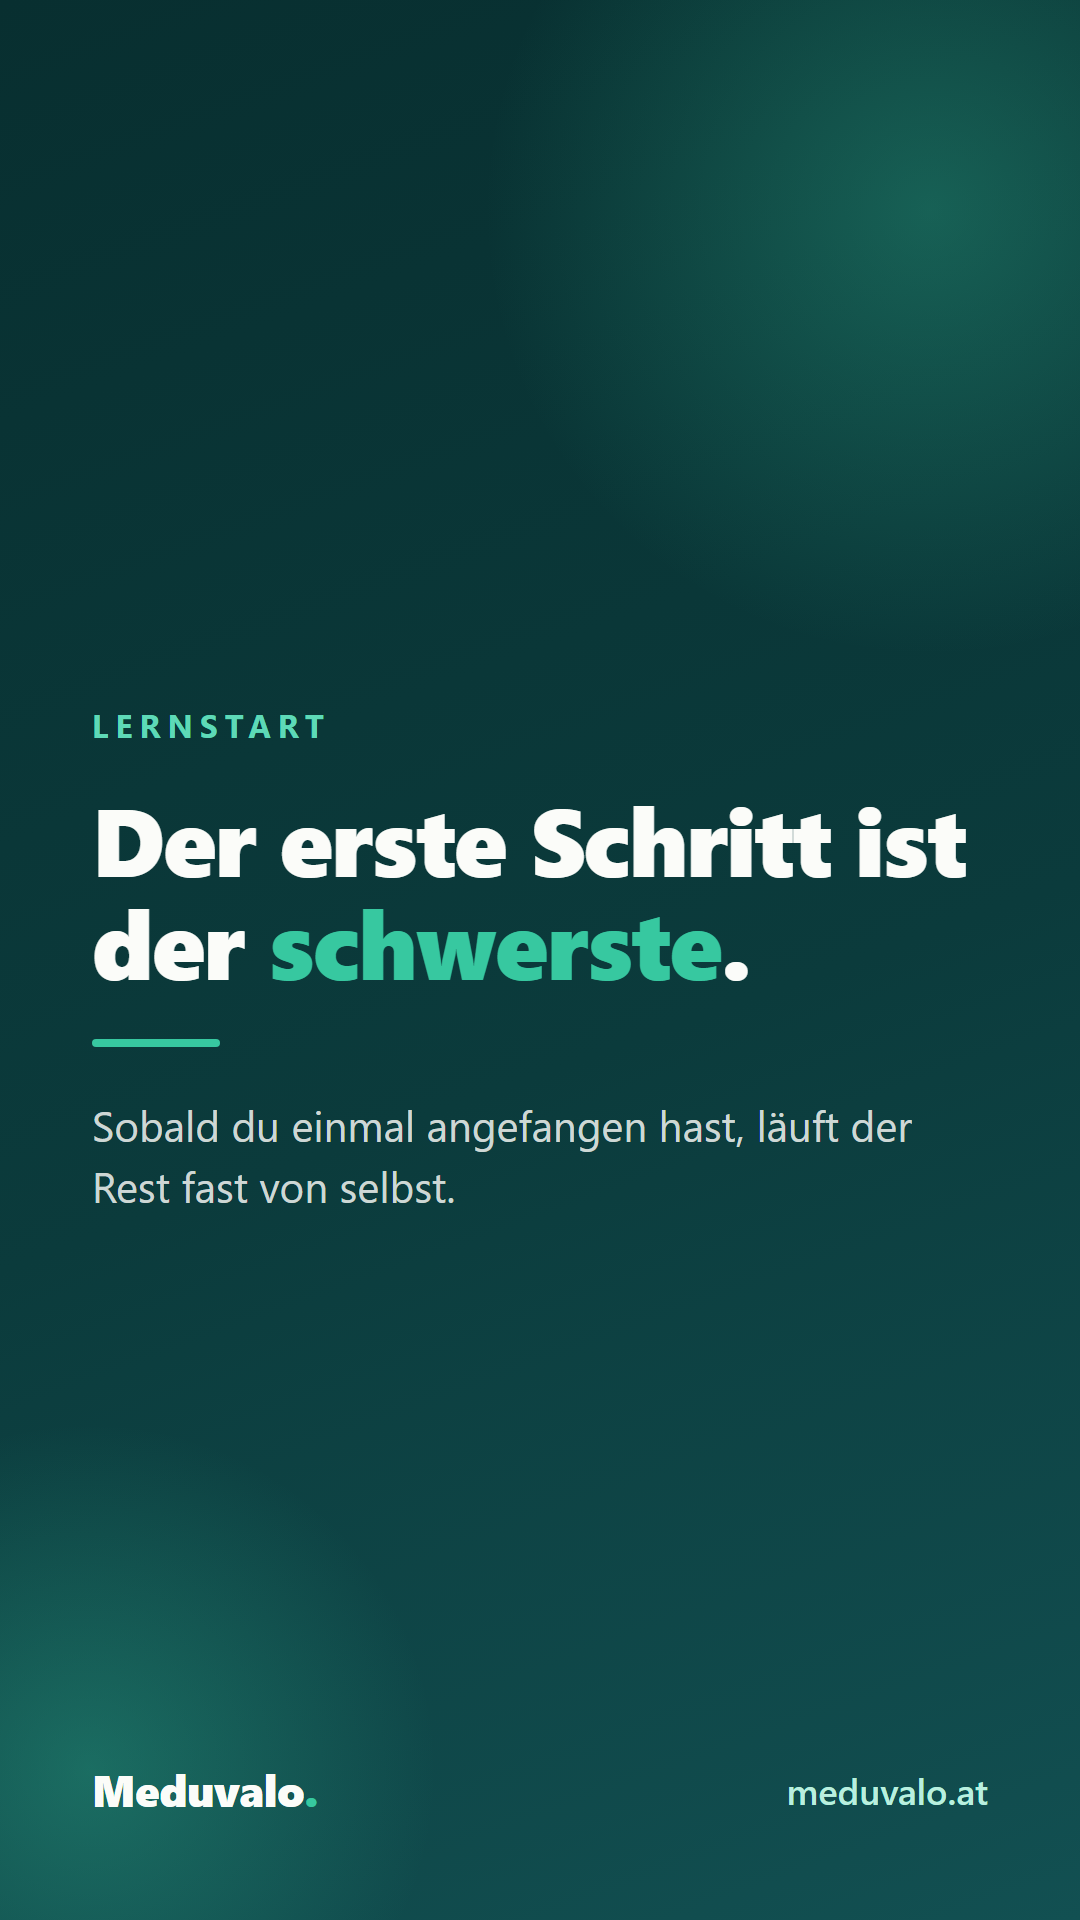 LERNSTART
Der erste Schritt ist
der schwerste.
Sobald du einmal angefangen hast, läuft der
Rest fast von selbst.
Meduvalo.
meduvalo.at